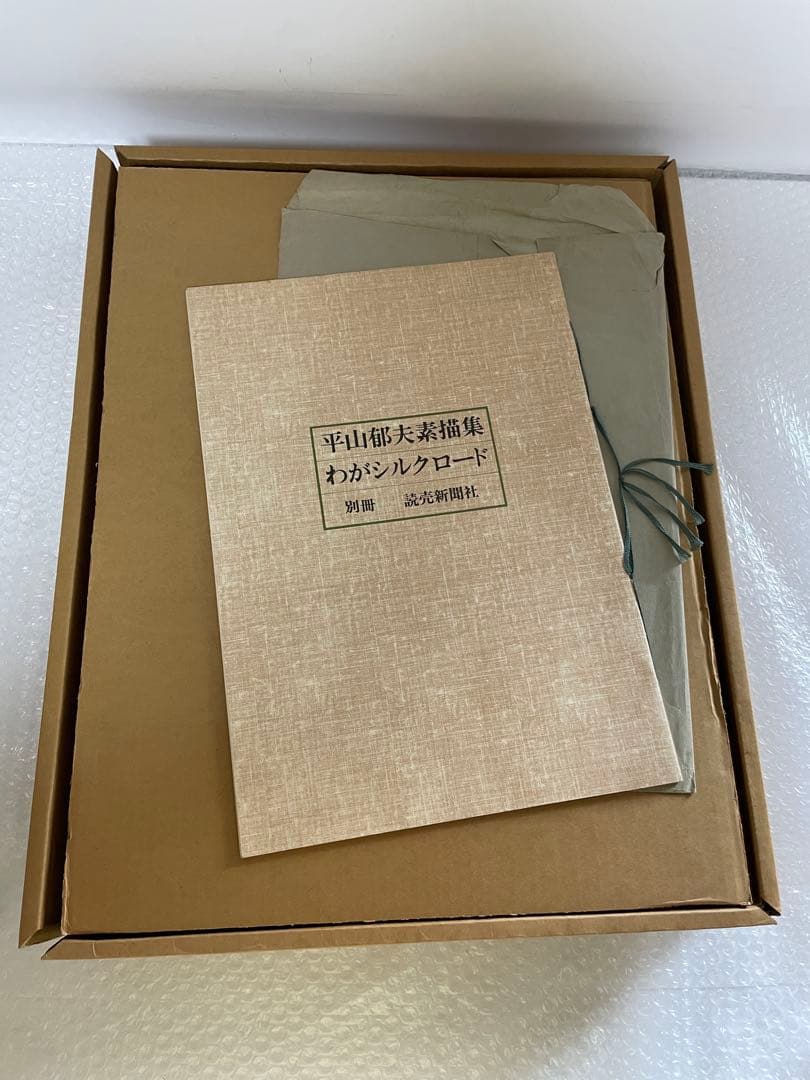 平山郁夫素描集
わがシルクロード
別冊 読売新聞社